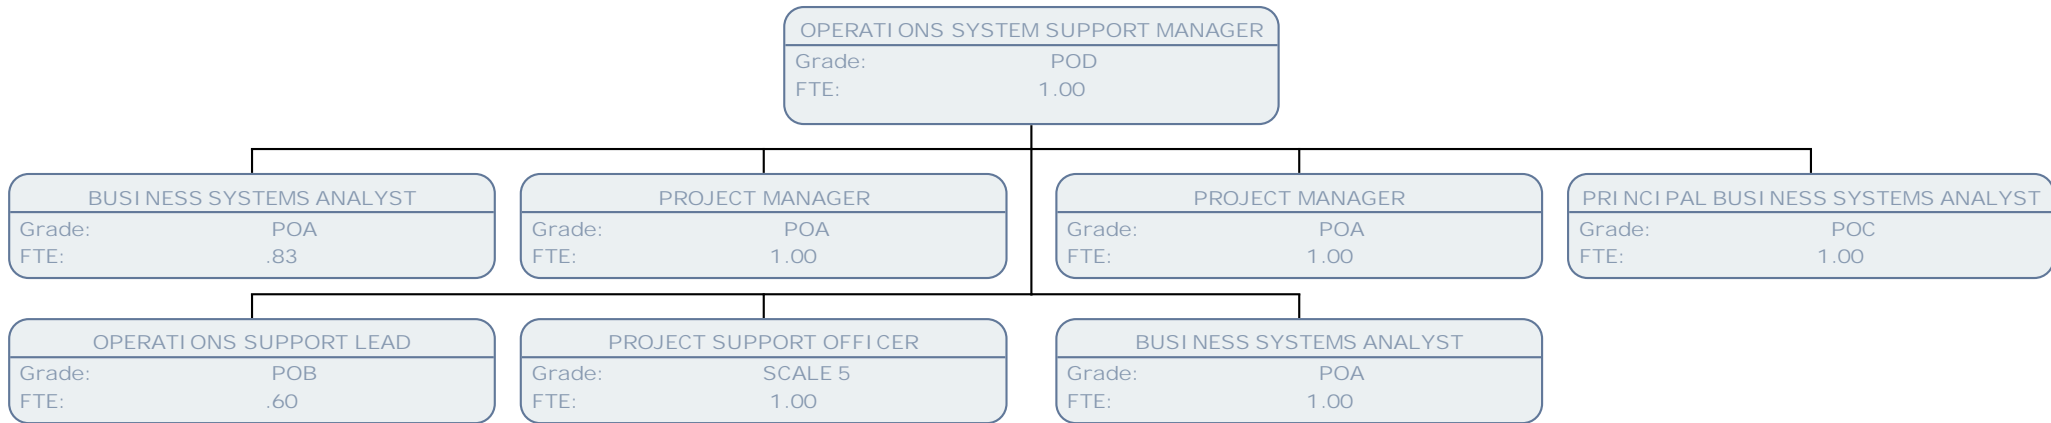 OPERATIONS SYSTEM SUPPORT MANAGER
Grade: POD
FTE: 1.00
BUSINESS SYSTEMS ANALYST
Grade: POA
FTE: .83
PROJECT MANAGER
Grade: POA
FTE: 1.00
PROJECT MANAGER
Grade: POA
FTE: 1.00
PRINCIPAL BUSINESS SYSTEMS ANALYST
Grade: POC
FTE: 1.00
OPERATIONS SUPPORT LEAD
Grade: POB
FTE: .60
PROJECT SUPPORT OFFICER
Grade: SCALE 5
FTE: 1.00
BUSINESS SYSTEMS ANALYST
Grade: POA
FTE: 1.00